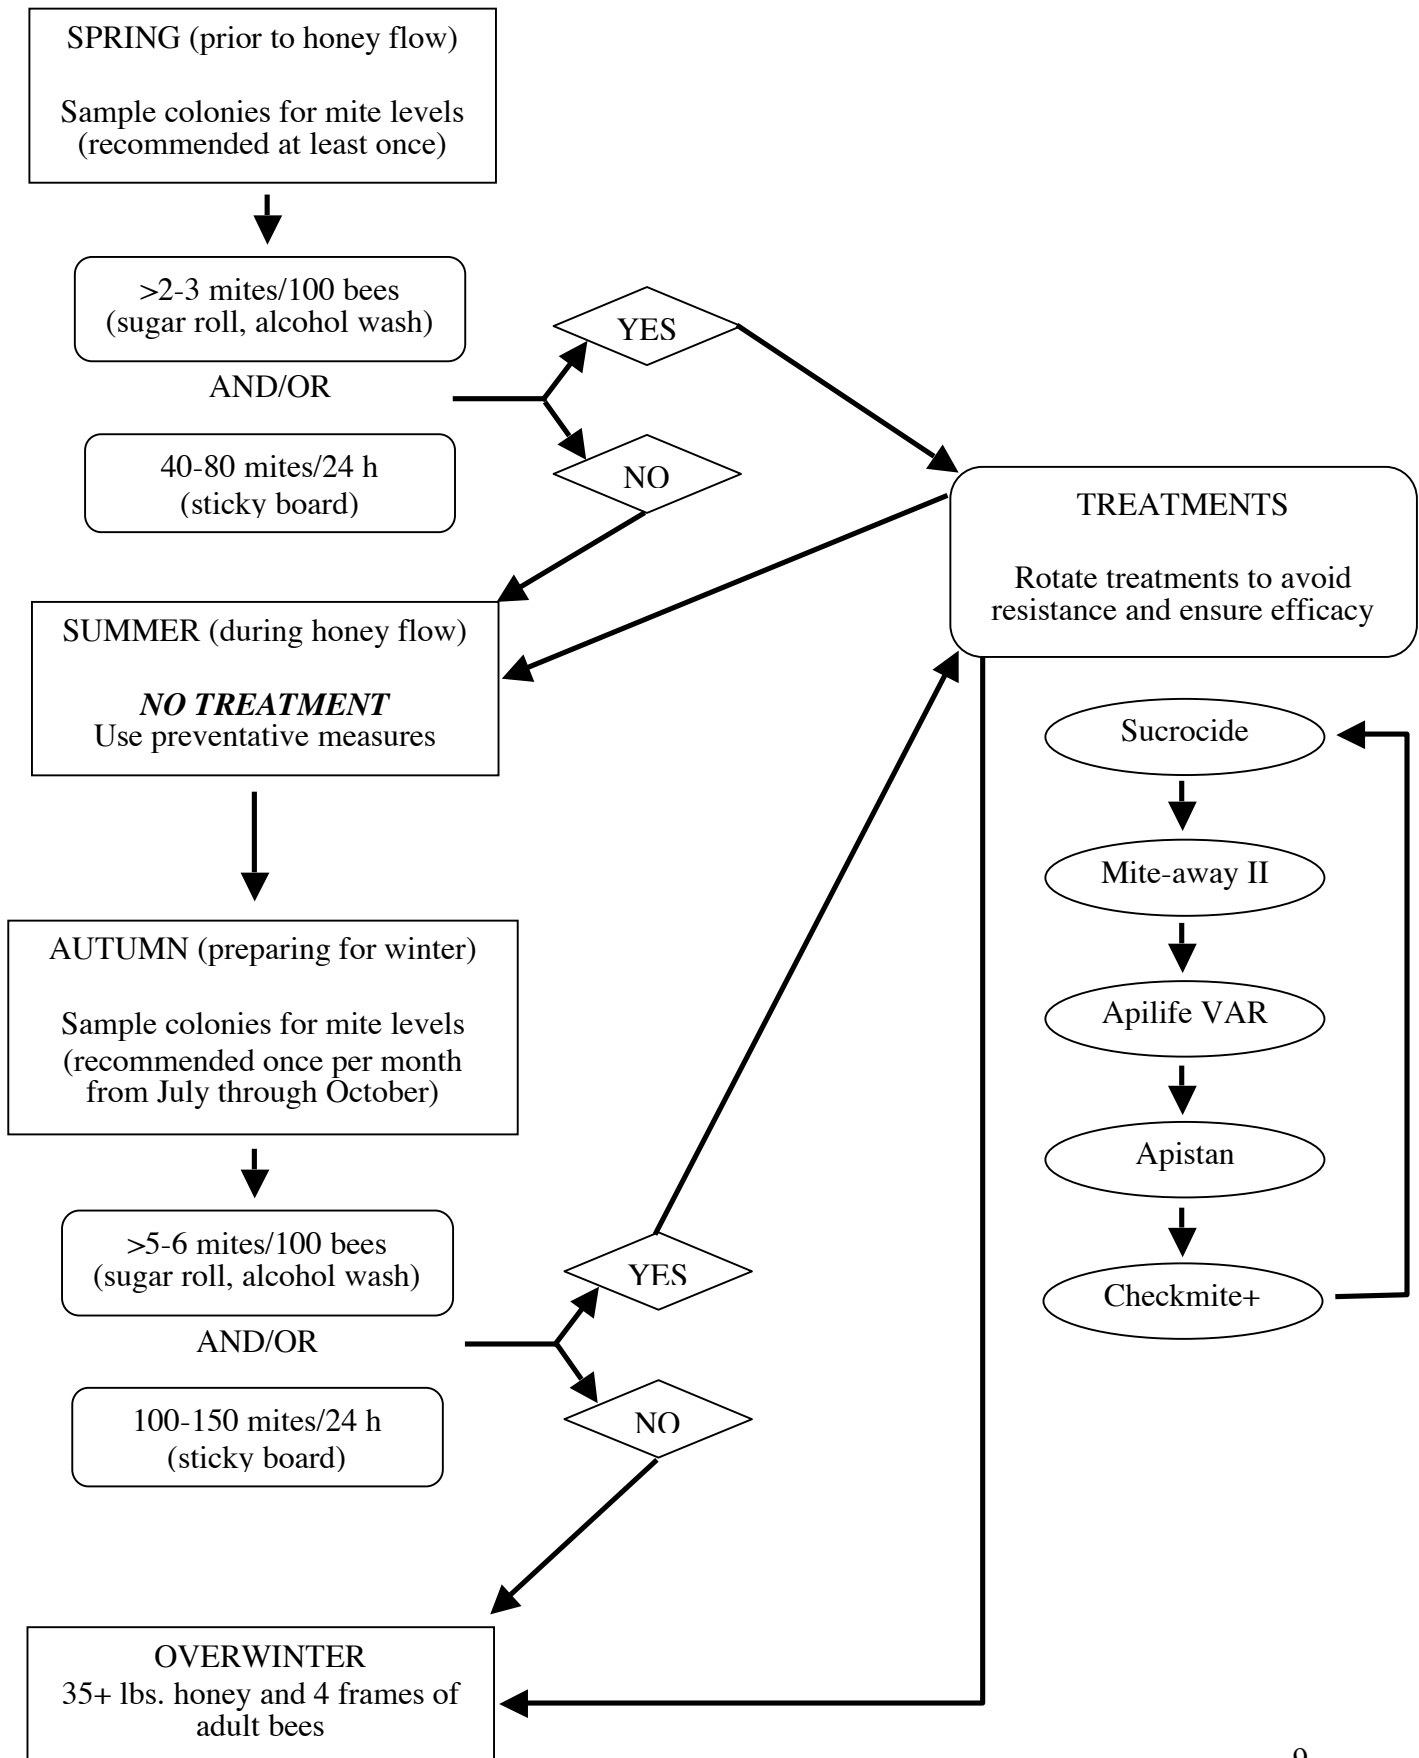 SPRING (prior to honey flow)
Sample colonies for mite levels
(recommended at least once)
>2-3 mites/100 bees
(sugar roll, alcohol wash)
AND/OR
40-80 mites/24 h
(sticky board)
YES
NO
SUMMER (during honey flow)
NO TREATMENT
Use preventative measures
AUTUMN (preparing for winter)
Sample colonies for mite levels
(recommended once per month
from July through October)
>5-6 mites/100 bees
(sugar roll, alcohol wash)
AND/OR
100-150 mites/24 h
(sticky board)
YES
NO
OVERWINTER
35+ lbs. honey and 4 frames of
adult bees
TREATMENTS
Rotate treatments to avoid
resistance and ensure efficacy
Sucrocide
Mite-away II
Apilife VAR
Apistan
Checkmite+
9